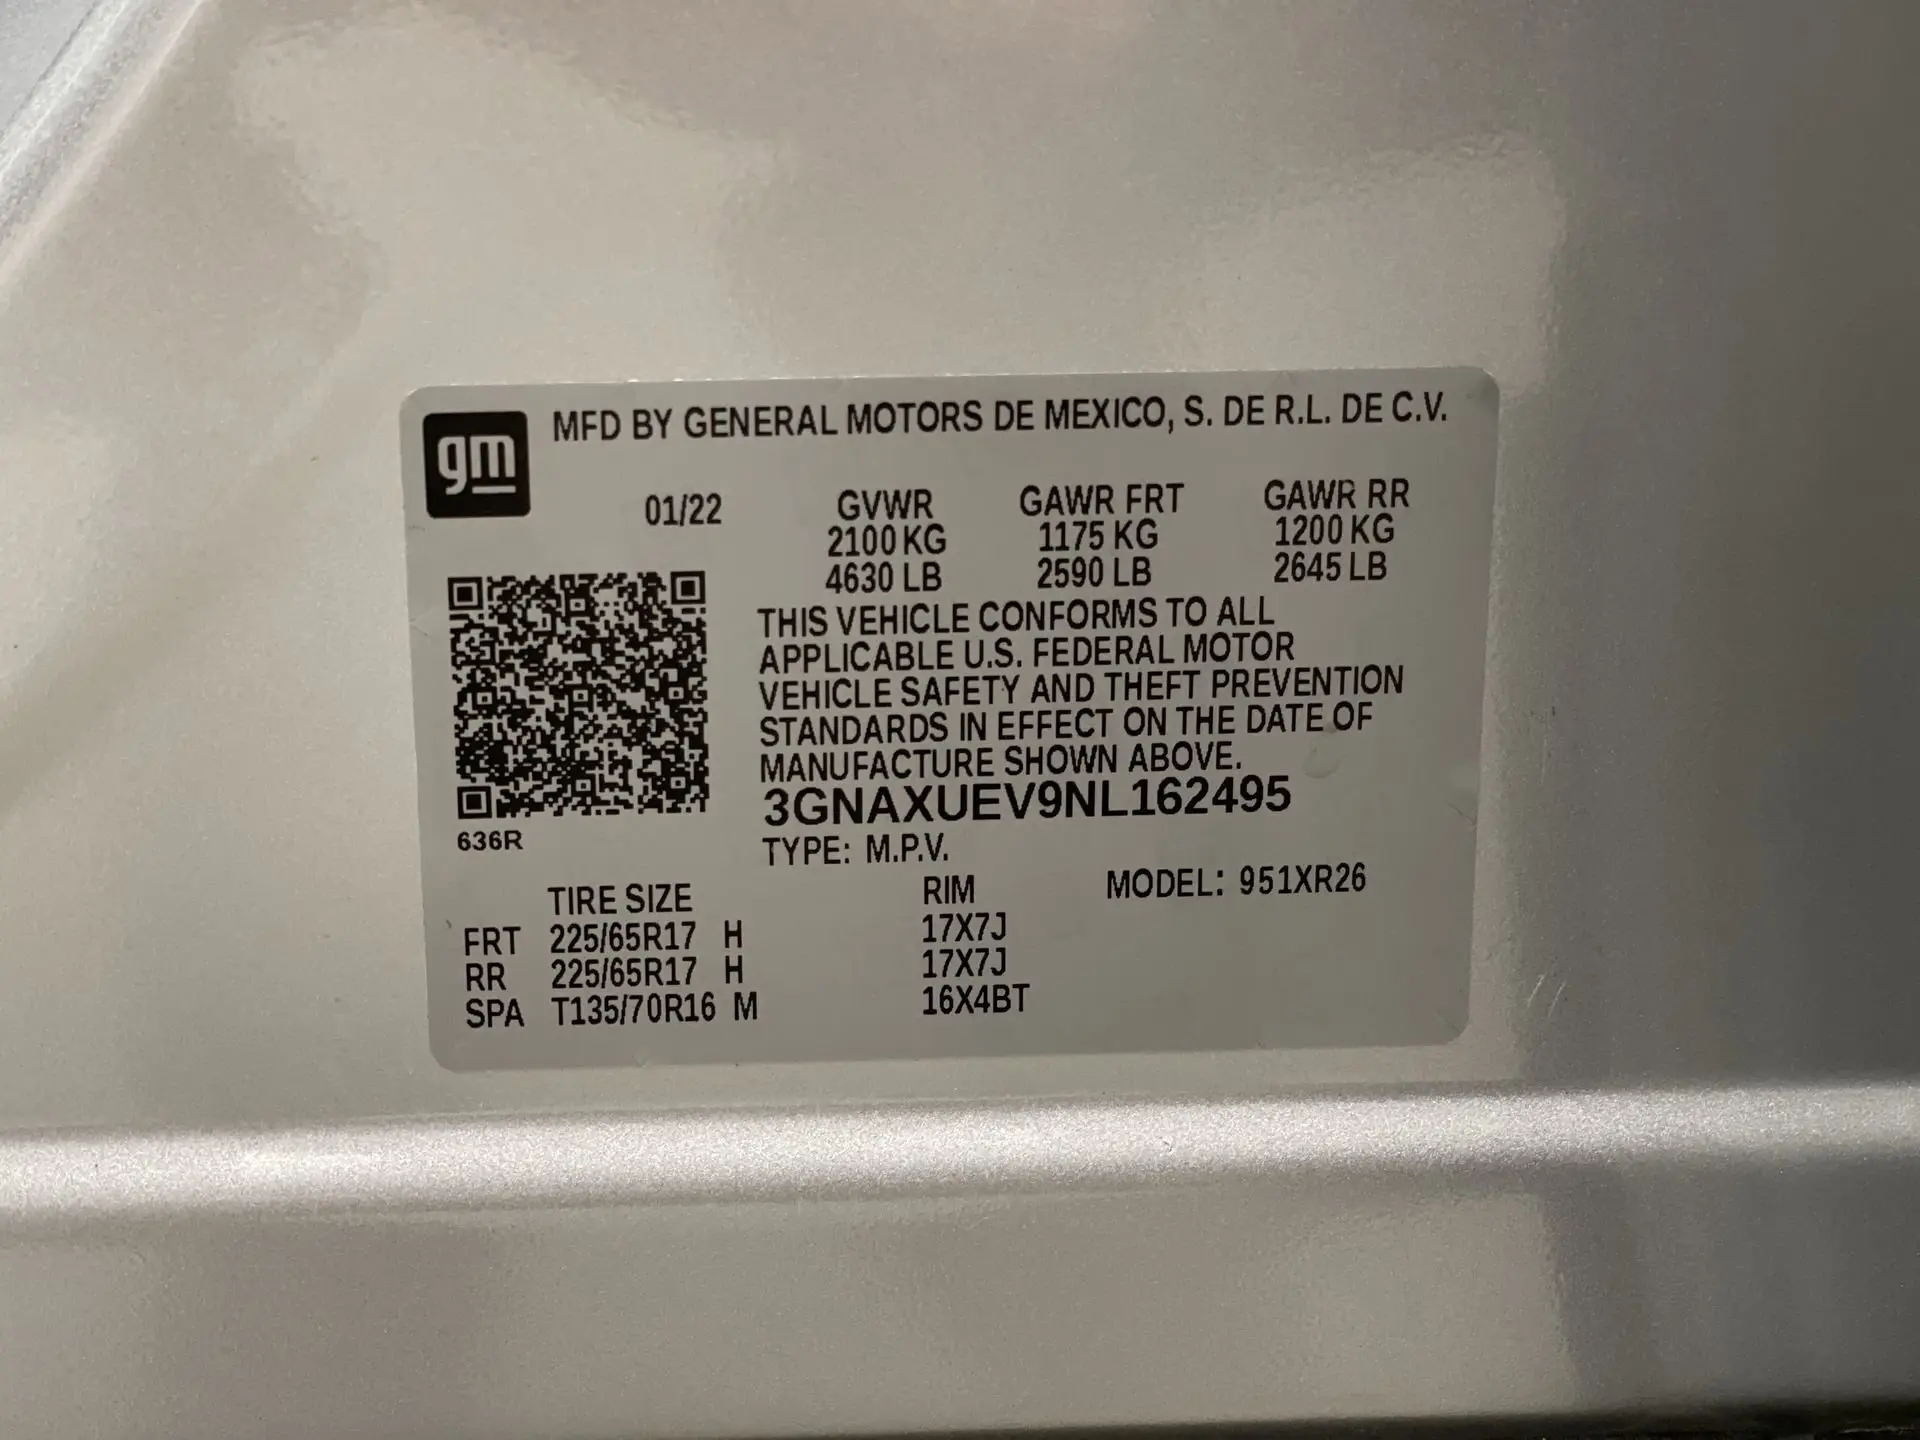 gm
MFD BY GENERAL MOTORS DE MEXICO, S. DE R.L. DE C.V.
01/22 GVWR GAWR FRT GAWR RR
2100 KG 1175 KG 1200 KG
4630 LB 2590 LB 2645 LB
THIS VEHICLE CONFORMS TO ALL
APPLICABLE U.S. FEDERAL MOTOR
VEHICLE SAFETY AND THEFT PREVENTION
STANDARDS IN EFFECT ON THE DATE OF
MANUFACTURE SHOWN ABOVE.
3GNAXUEV9NL162495
636R
TYPE: M.P.V.
TIRE SIZE RIM MODEL: 951XR26
FRT 225/65R17 H 17X7J
RR 225/65R17 H 17X7J
SPA T135/70R16 M 16X4BT